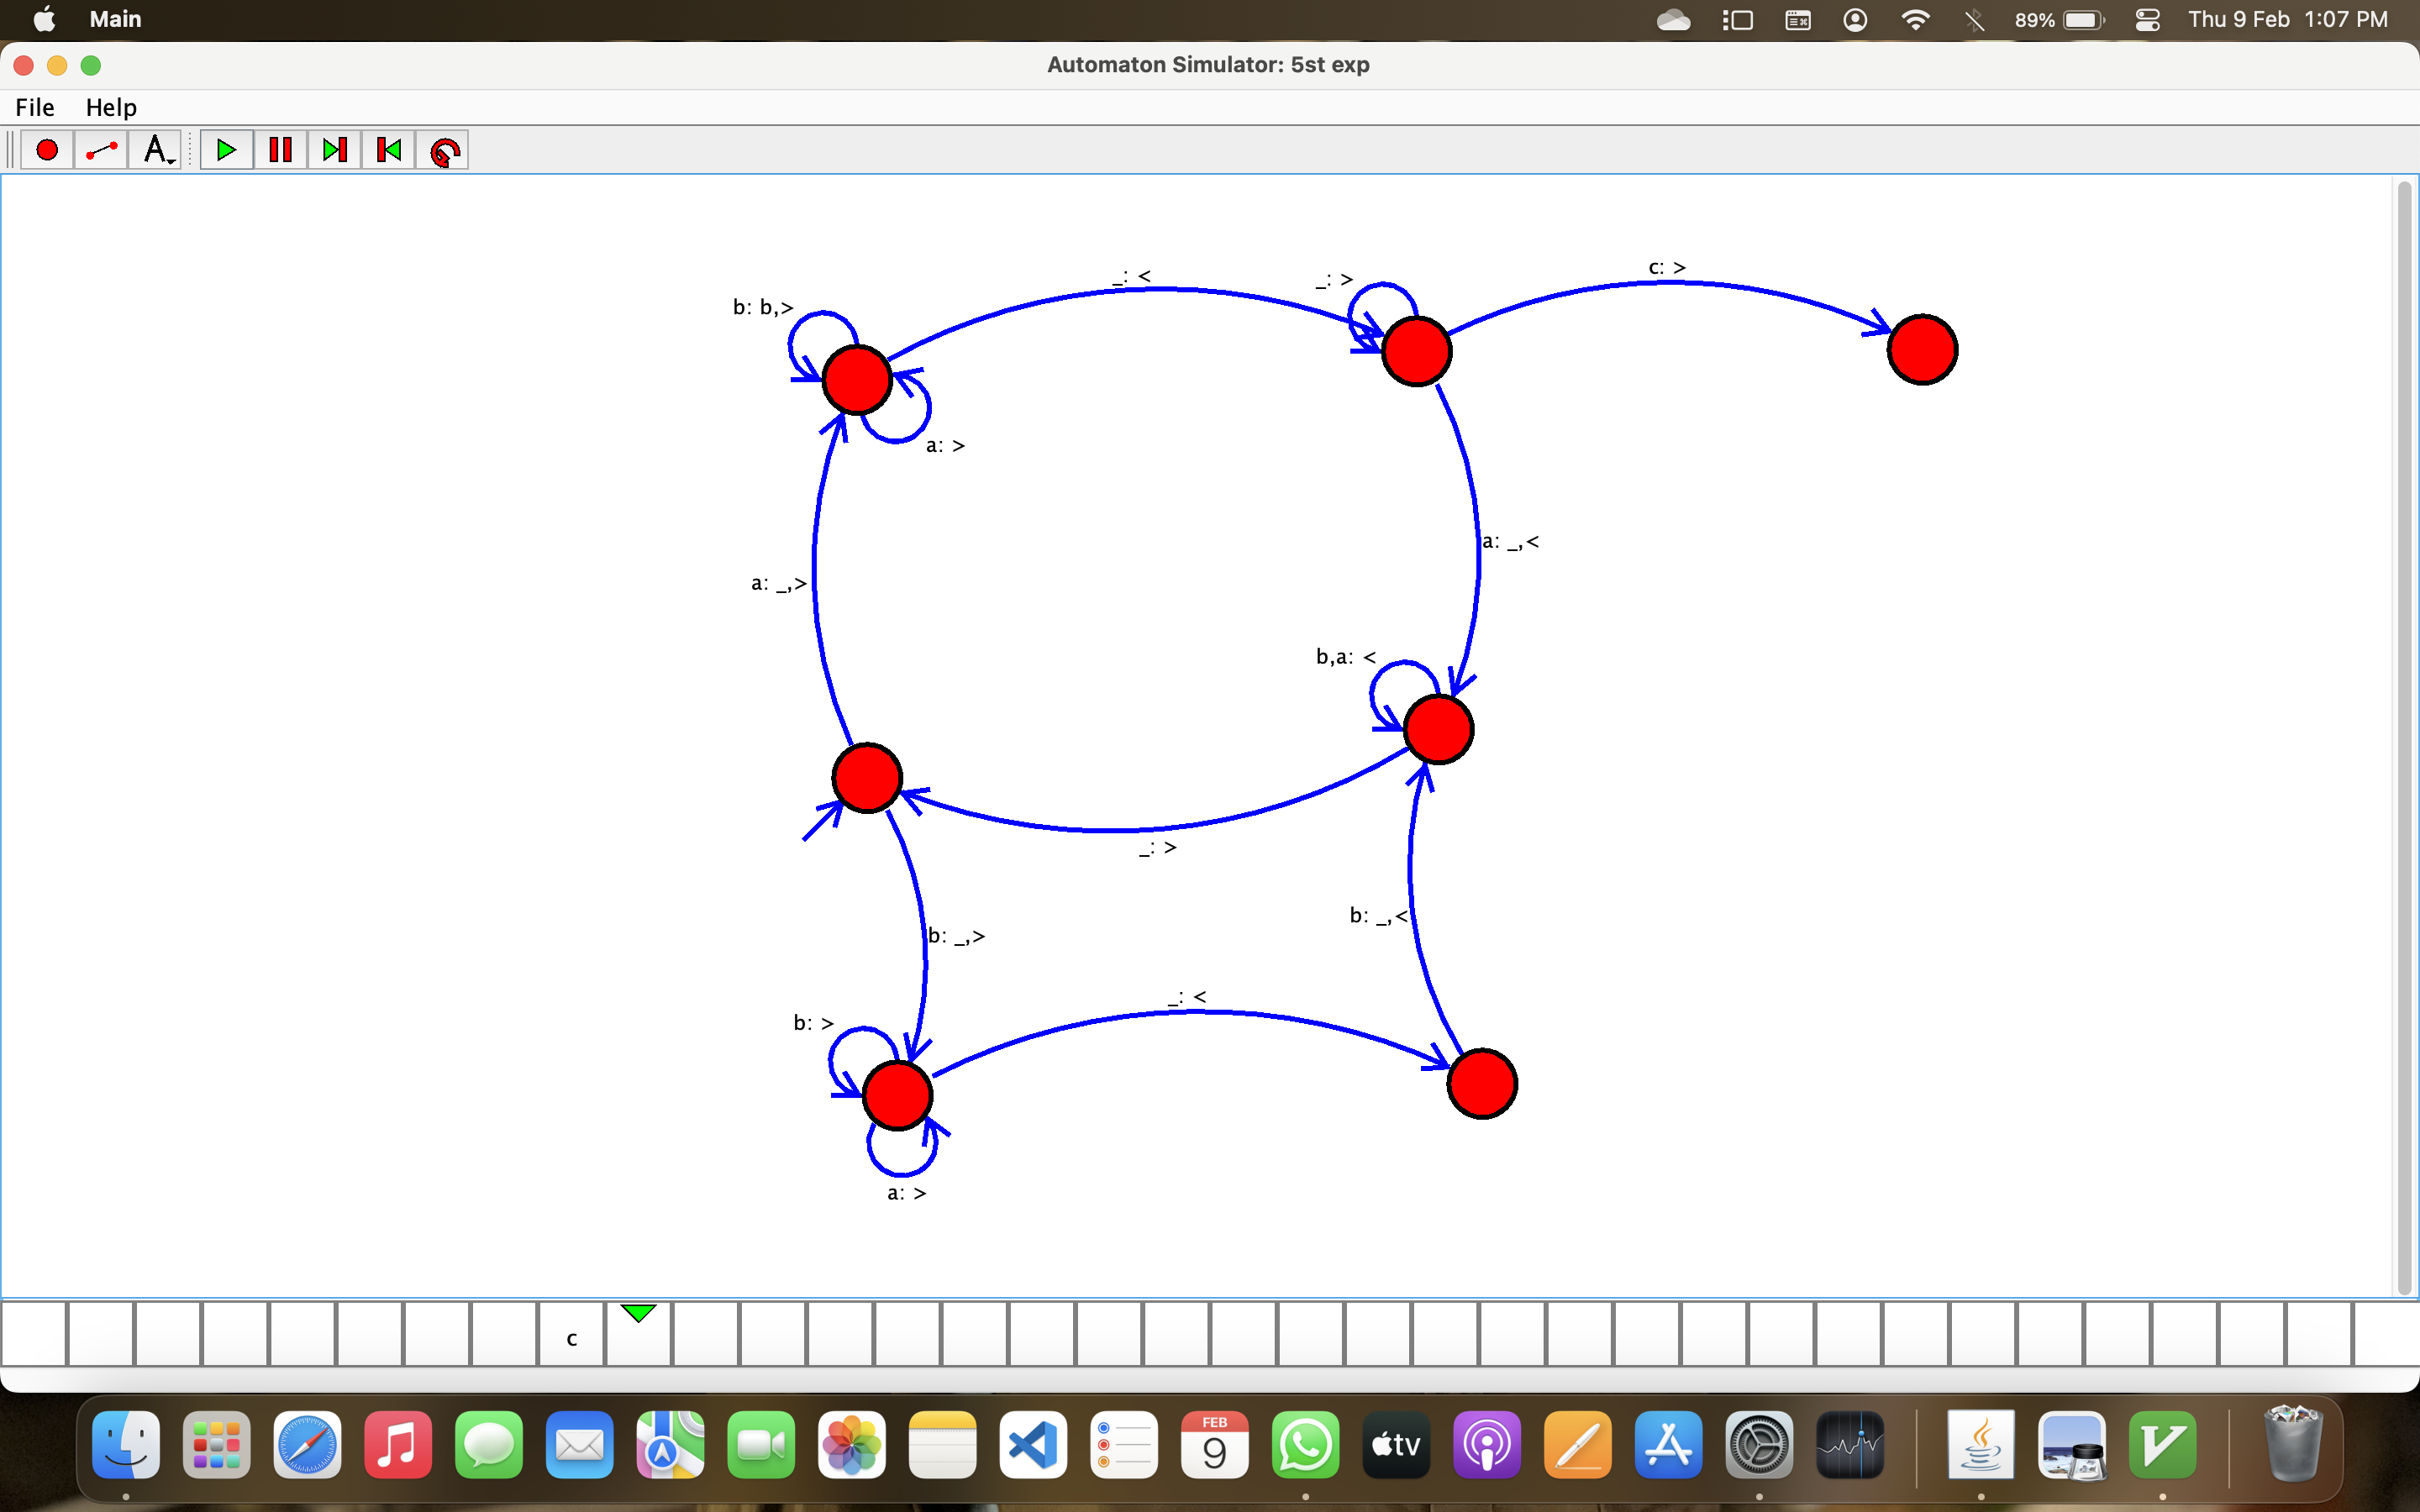 Main
89%
Thu 9 Feb 1:07 PM
Automaton Simulator: 5st exp
File Help
A
_: <
_: >
c: >
b: b,>
a: >
a: _,<
a: _,>
b,a: <
_: >
b: _,<
b: _,>
_: <
b: >
a: >
c
FEB
9
tv